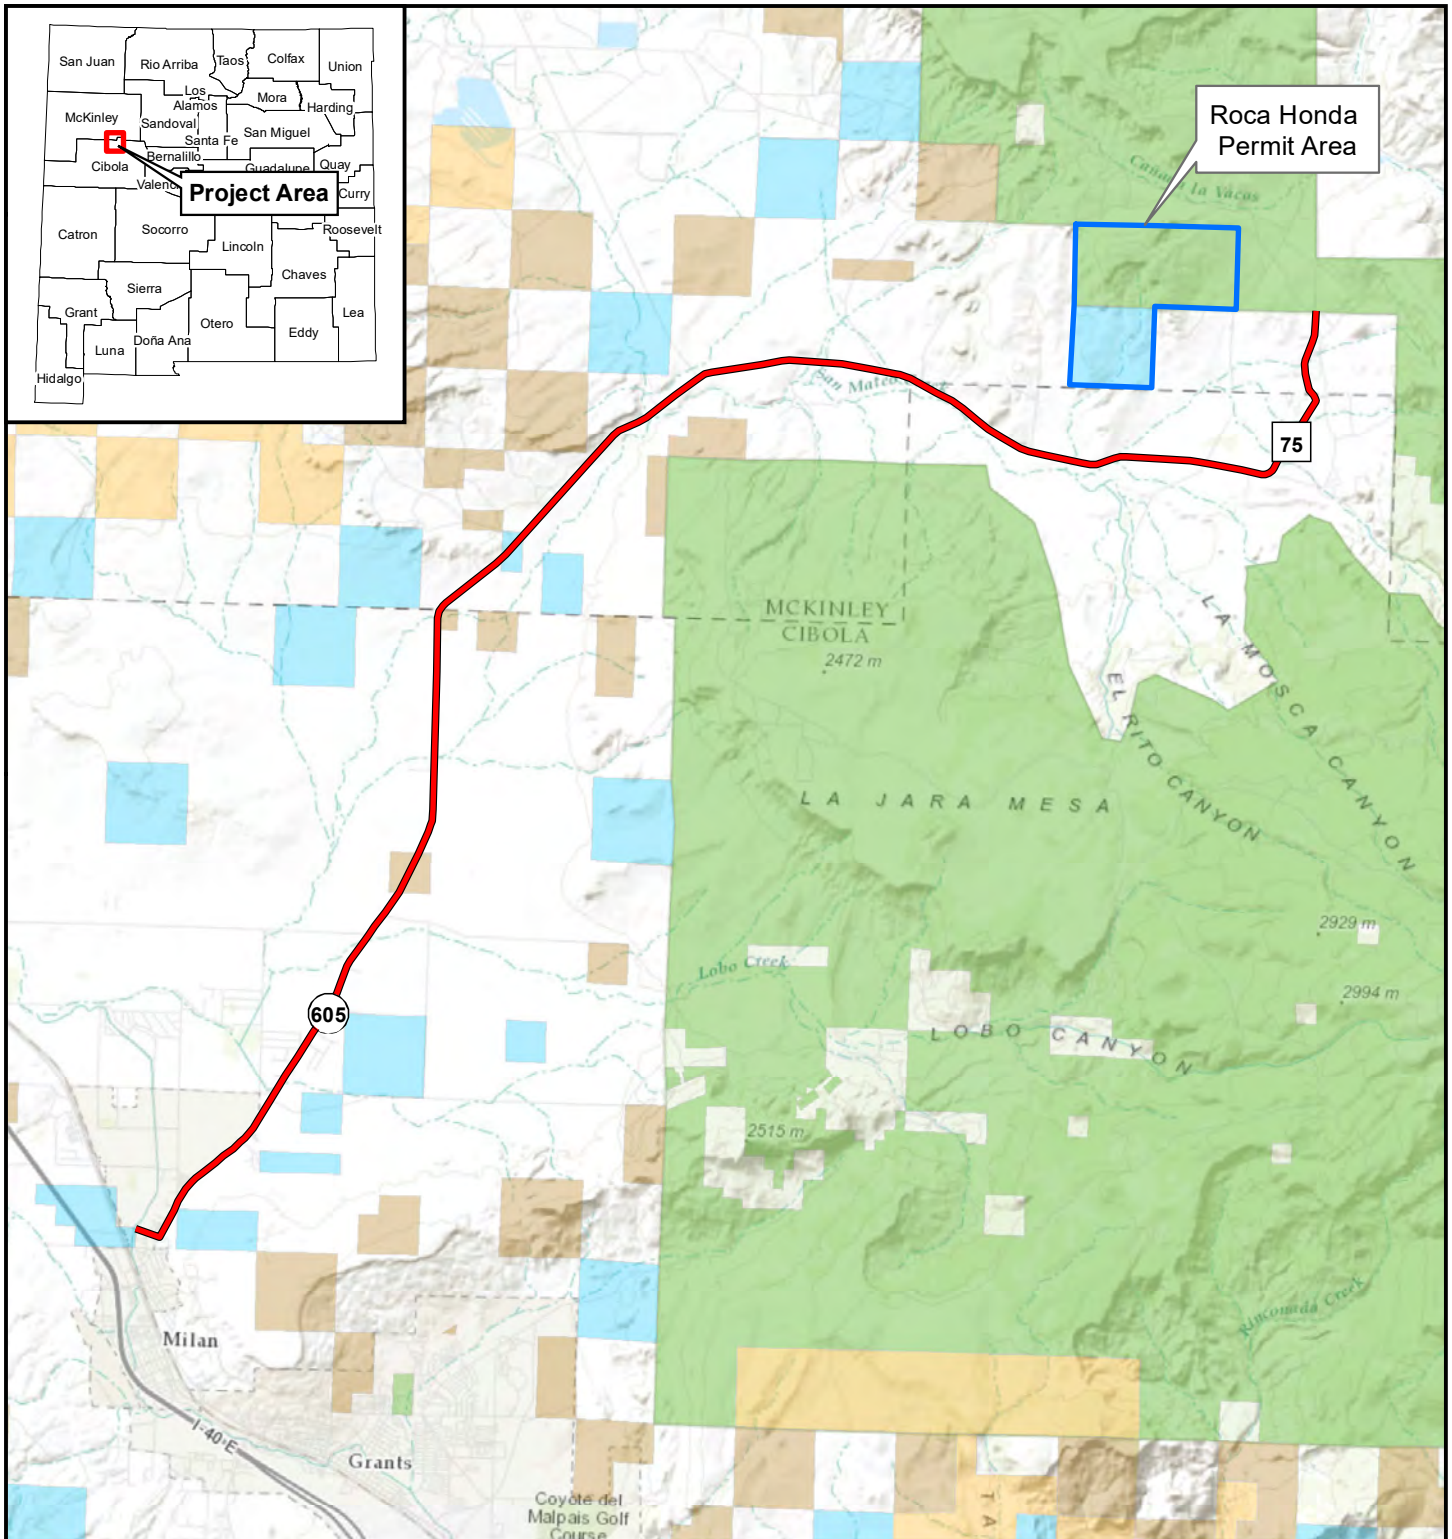 San Juan
Rio Arriba
Taos
Colfax
Union
Los
Alamos
Mora
Harding
McKinley
Sandoval
Santa Fe
San Miguel
Cibola
Bernalillo
Guadalupe
Quay
Project Area
Curry
Catron
Socorro
Lincoln
Roosevelt
Chaves
Sierra
Lea
Grant
Otero
Eddy
Luna
Doña Ana
Hidalgo
Roca Honda
Permit Area
Cañada la Vacas
San Mateo
75
MCKINLEY
CIBOLA
2472 m
LA MOSCA CANYON
EL RITO CANYON
LA JARA MESA
2929 m
2994 m
Lobo Creek
LOBO CANYON
605
2515 m
Rinconada Creek
Milan
I-40-E
Grants
Coyote del
Malpais Golf
Course